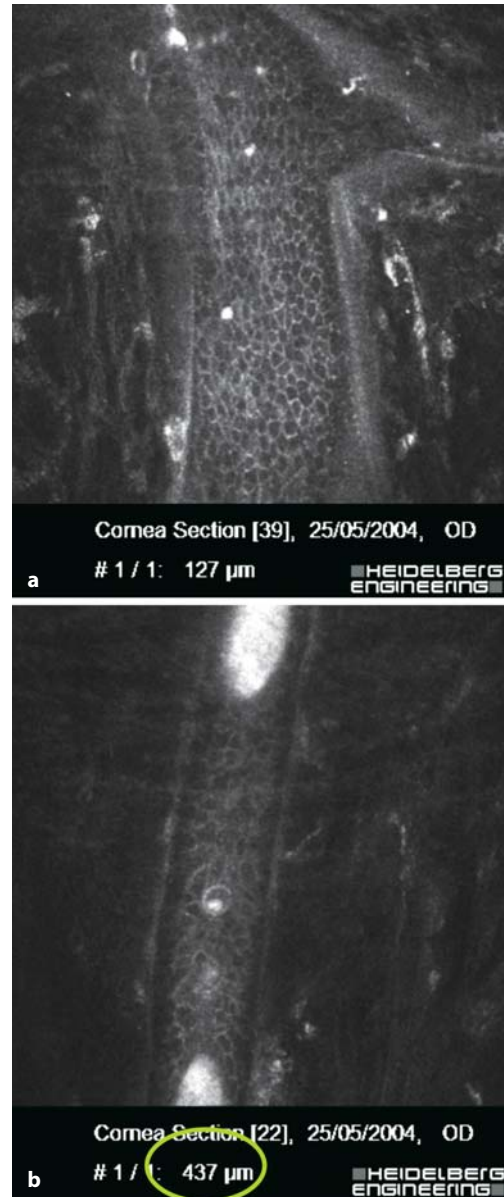 Cornea Section [39], 25/05/2004, OD
# 1 / 1: 127 µm
HEIDELBERG
ENGINEERING
a
Cornea Section [22], 25/05/2004, OD
# 1 / 1: 437 µm
HEIDELBERG
ENGINEERING
b